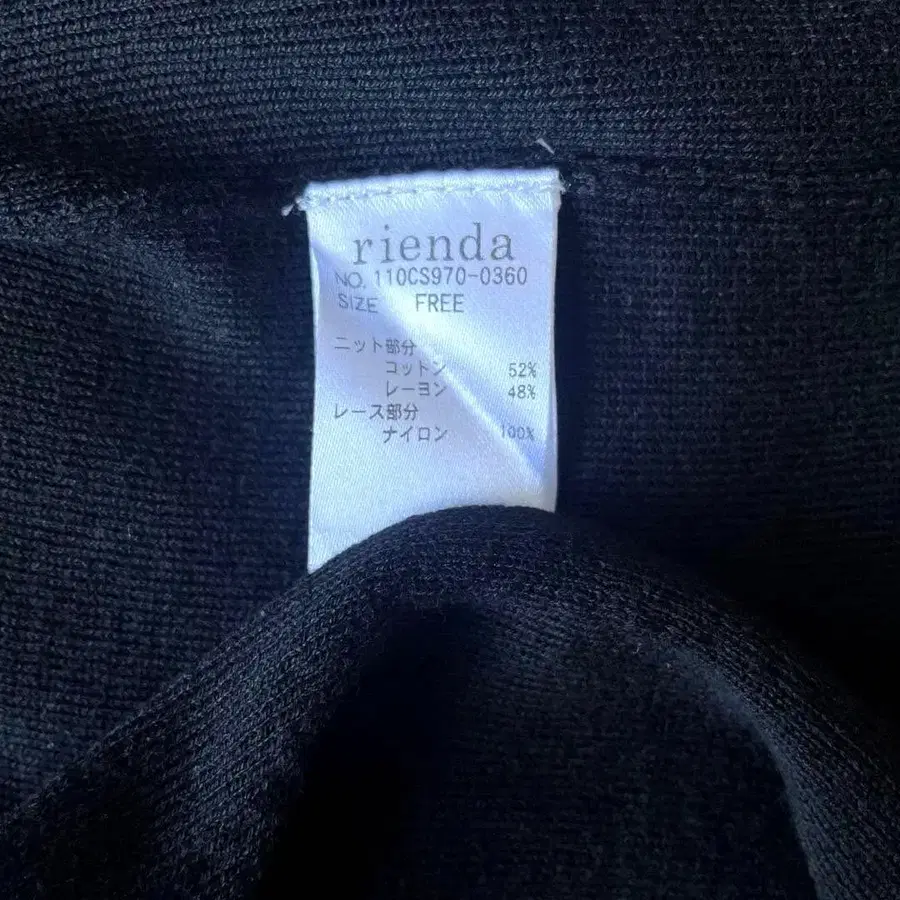 rienda
NO. 110CS970-0360
SIZE FREE
ニット部分
コットン 52%
レーヨン 48%
レース部分
ナイロン 100%